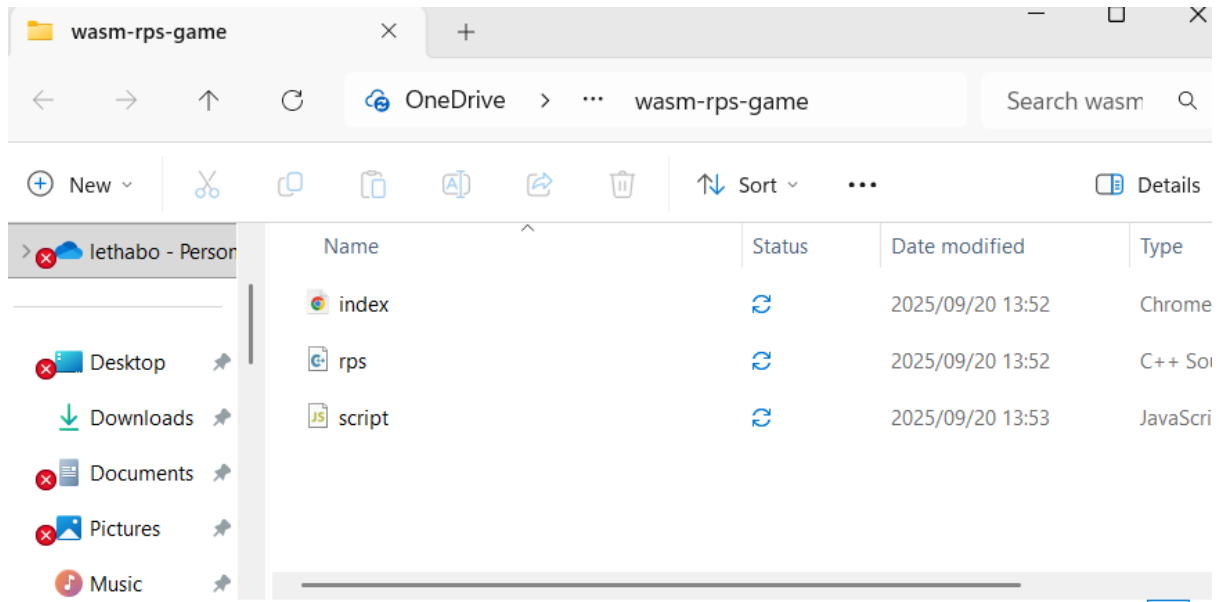 wasm-rps-game
OneDrive > ... wasm-rps-game
Search wasm
New
Sort
Details
lethabo - Person
Name Status Date modified Type
index 2025/09/20 13:52 Chrome
rps 2025/09/20 13:52 C++ Sou
script 2025/09/20 13:53 JavaScri
Desktop
Downloads
Documents
Pictures
Music